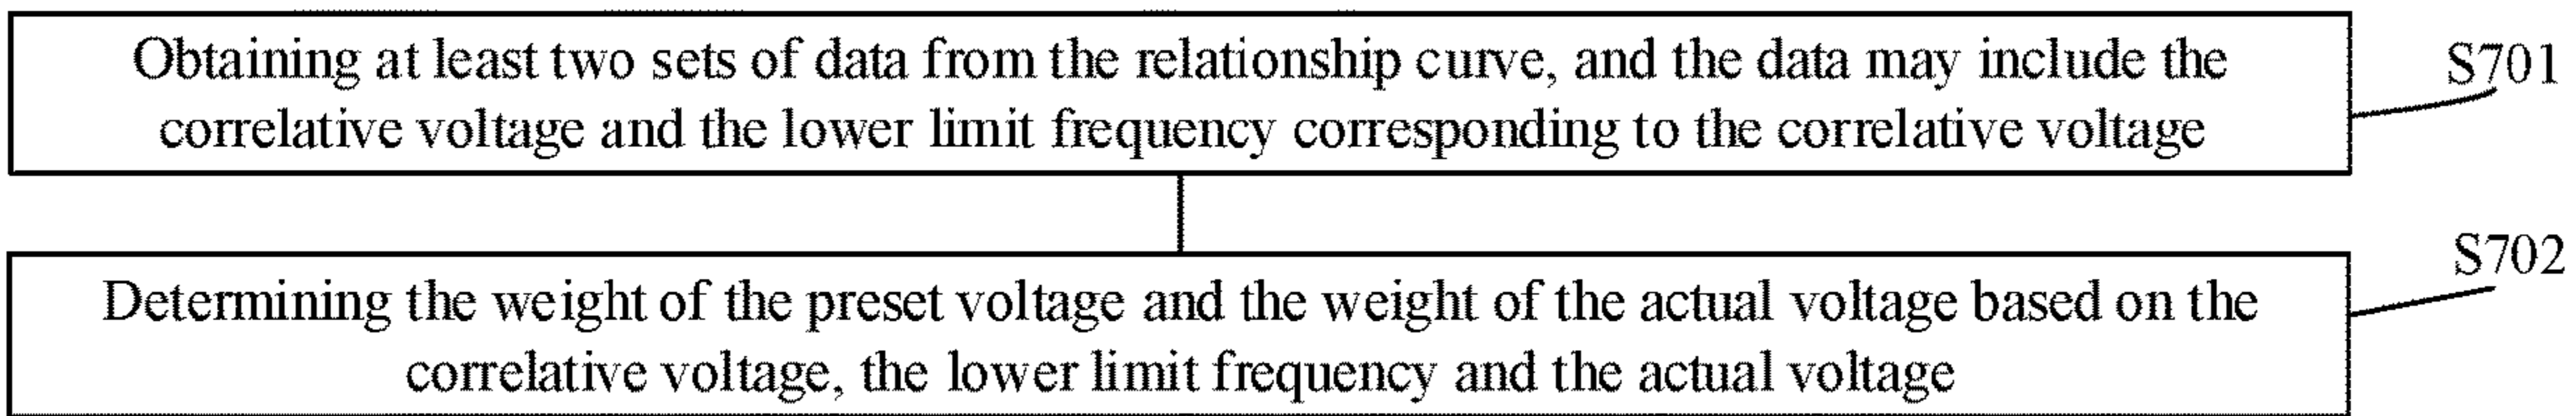 Obtaining at least two sets of data from the relationship curve, and the data may include the
correlative voltage and the lower limit frequency corresponding to the correlative voltage
S701
Determining the weight of the preset voltage and the weight of the actual voltage based on the
correlative voltage, the lower limit frequency and the actual voltage
S702